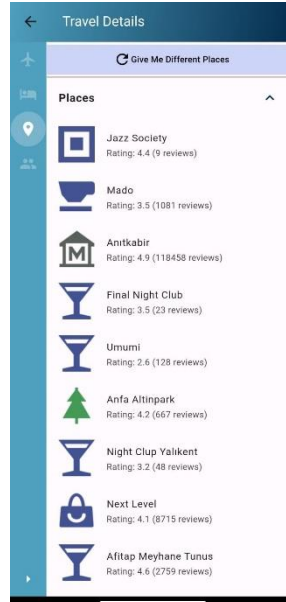 Travel Details
Give Me Different Places
Places
Jazz Society
Rating: 4.4 (9 reviews)
Mado
Rating: 3.5 (1081 reviews)
M
Anıtkabir
Rating: 4.9 (118458 reviews)
Final Night Club
Rating: 3.5 (23 reviews)
Umumi
Rating: 2.6 (128 reviews)
Anfa Altinpark
Rating: 4.2 (667 reviews)
Night Clup Yalıkent
Rating: 3.2 (48 reviews)
Next Level
Rating: 4.1 (8715 reviews)
Afitap Meyhane Tunus
Rating: 4.6 (2759 reviews)